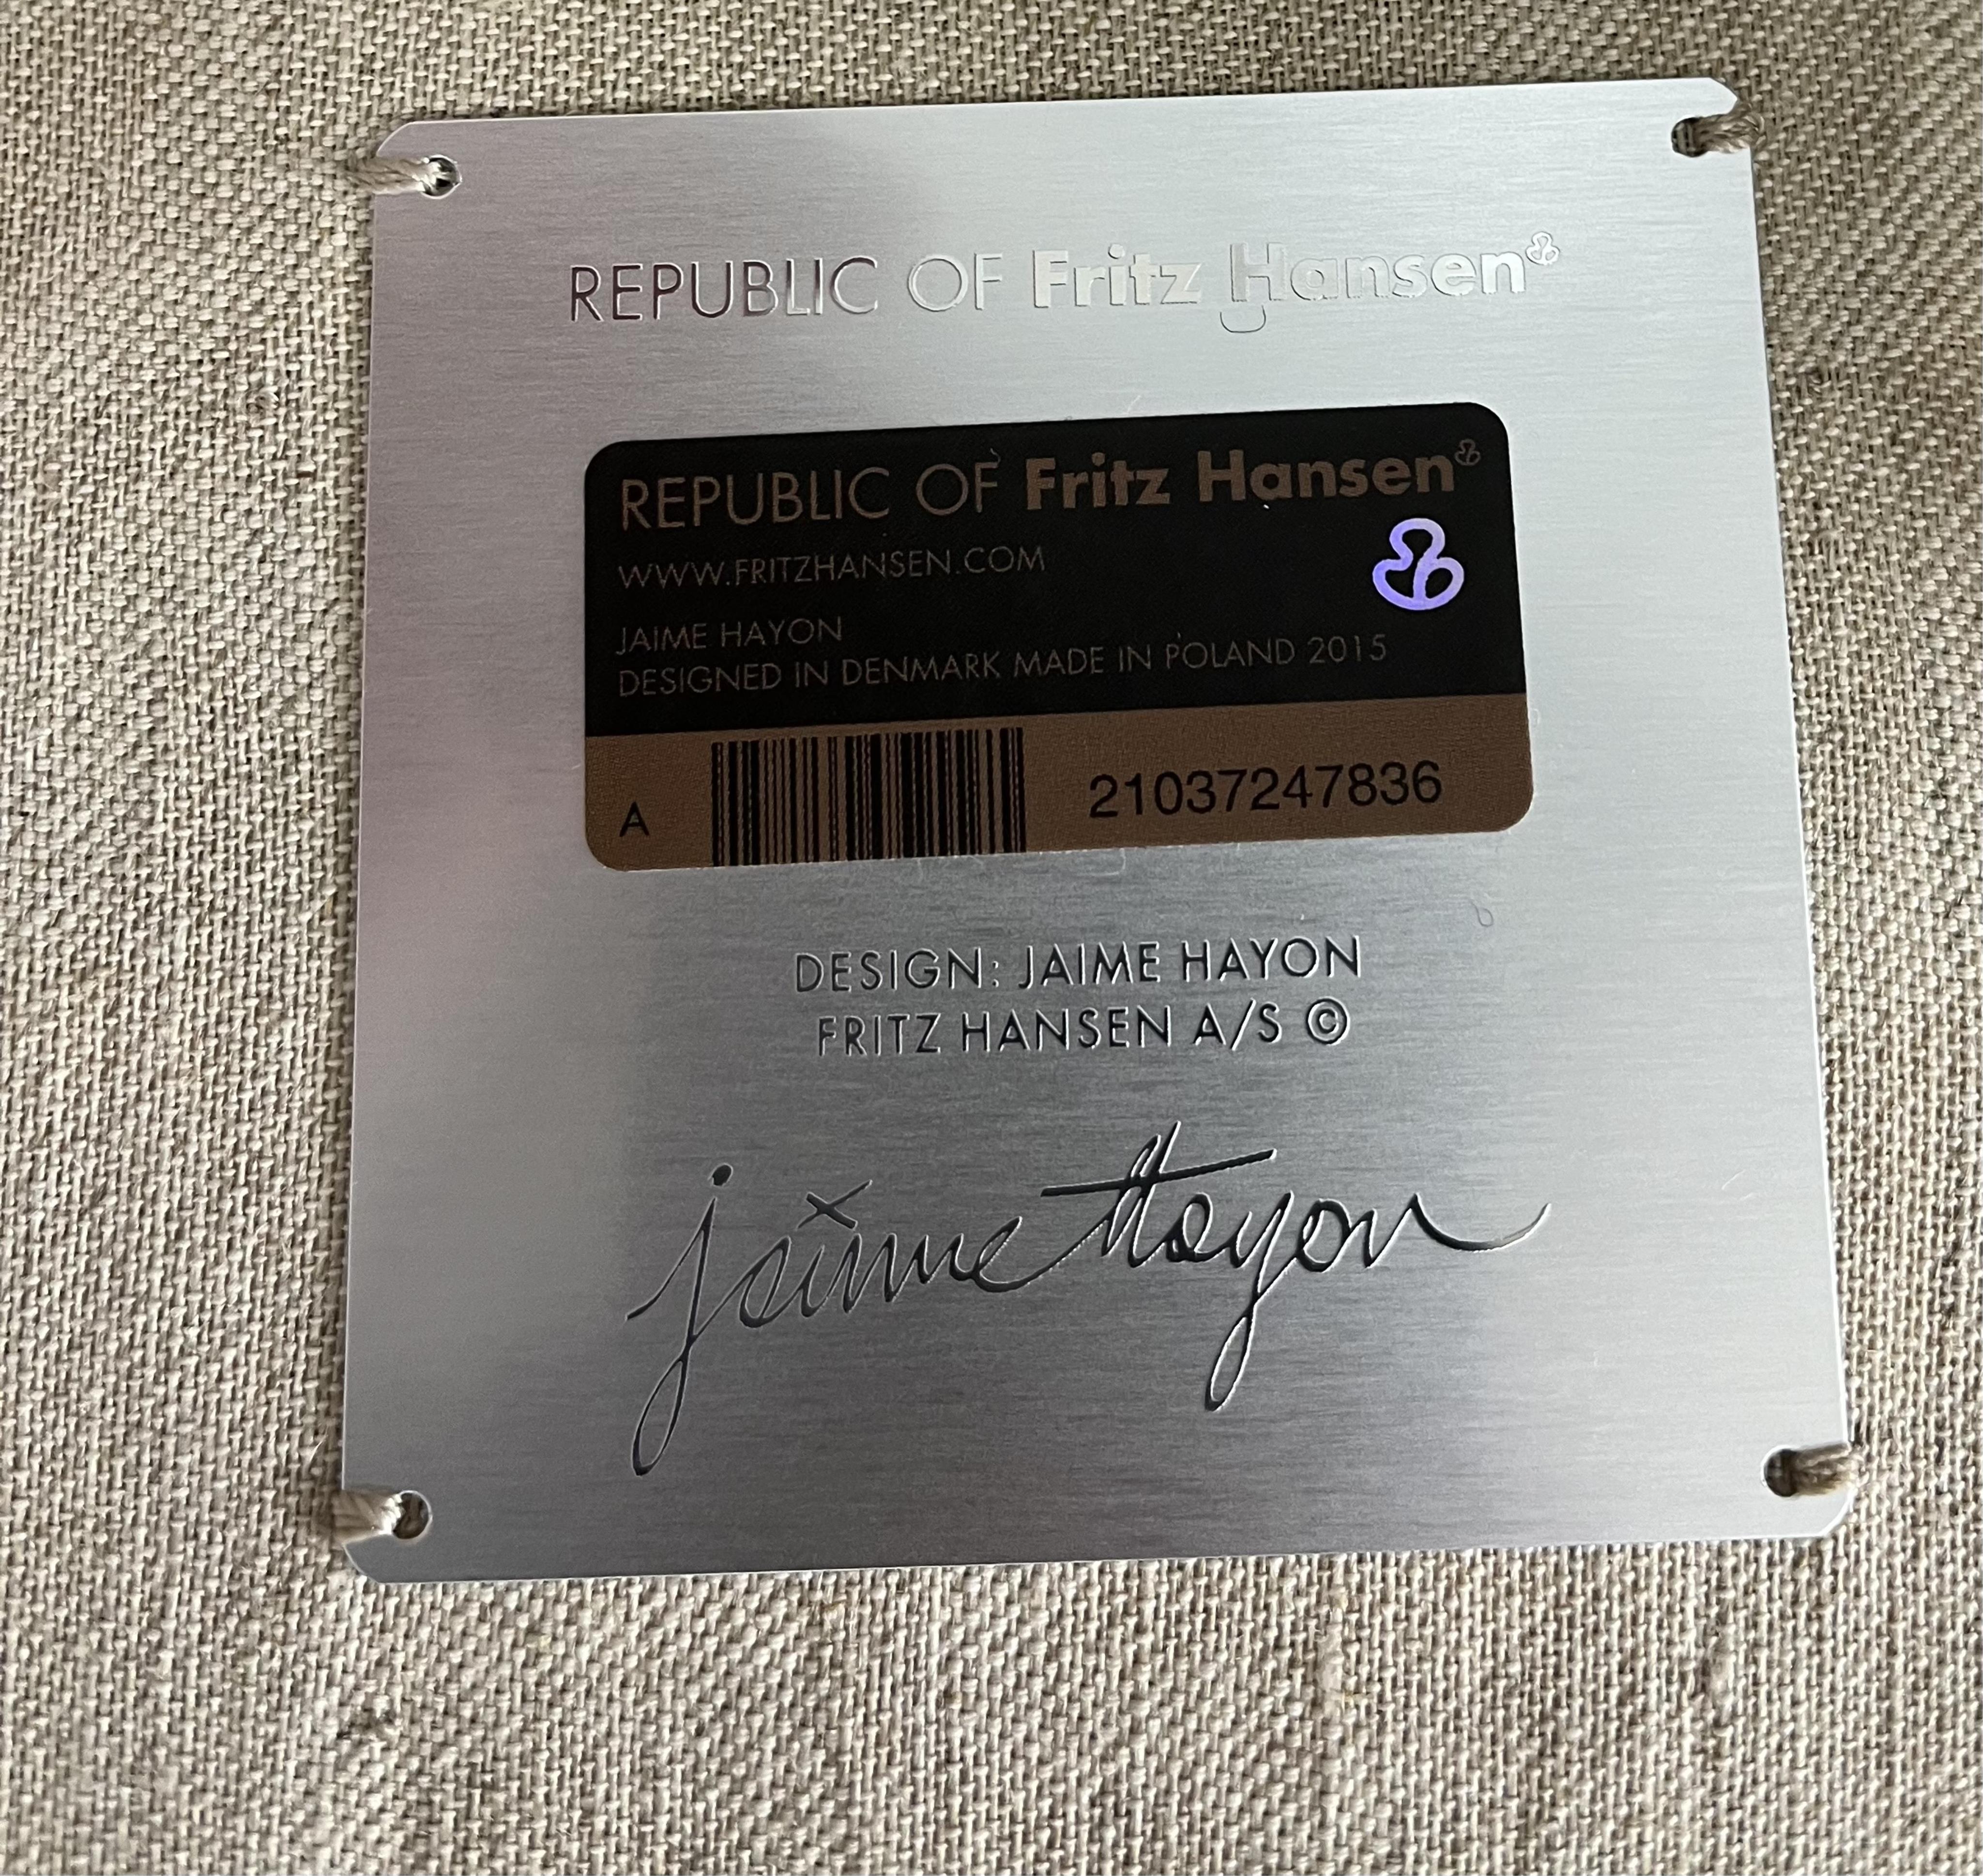 REPUBLIC OF Fritz Hansen
REPUBLIC OF Fritz Hansen
WWW.FRITZHANSEN.COM
JAIME HAYON
DESIGNED IN DENMARK MADE IN POLAND 2015
A 21037247836
DESIGN: JAIME HAYON
FRITZ HANSEN A/S ©
jaime Hayon